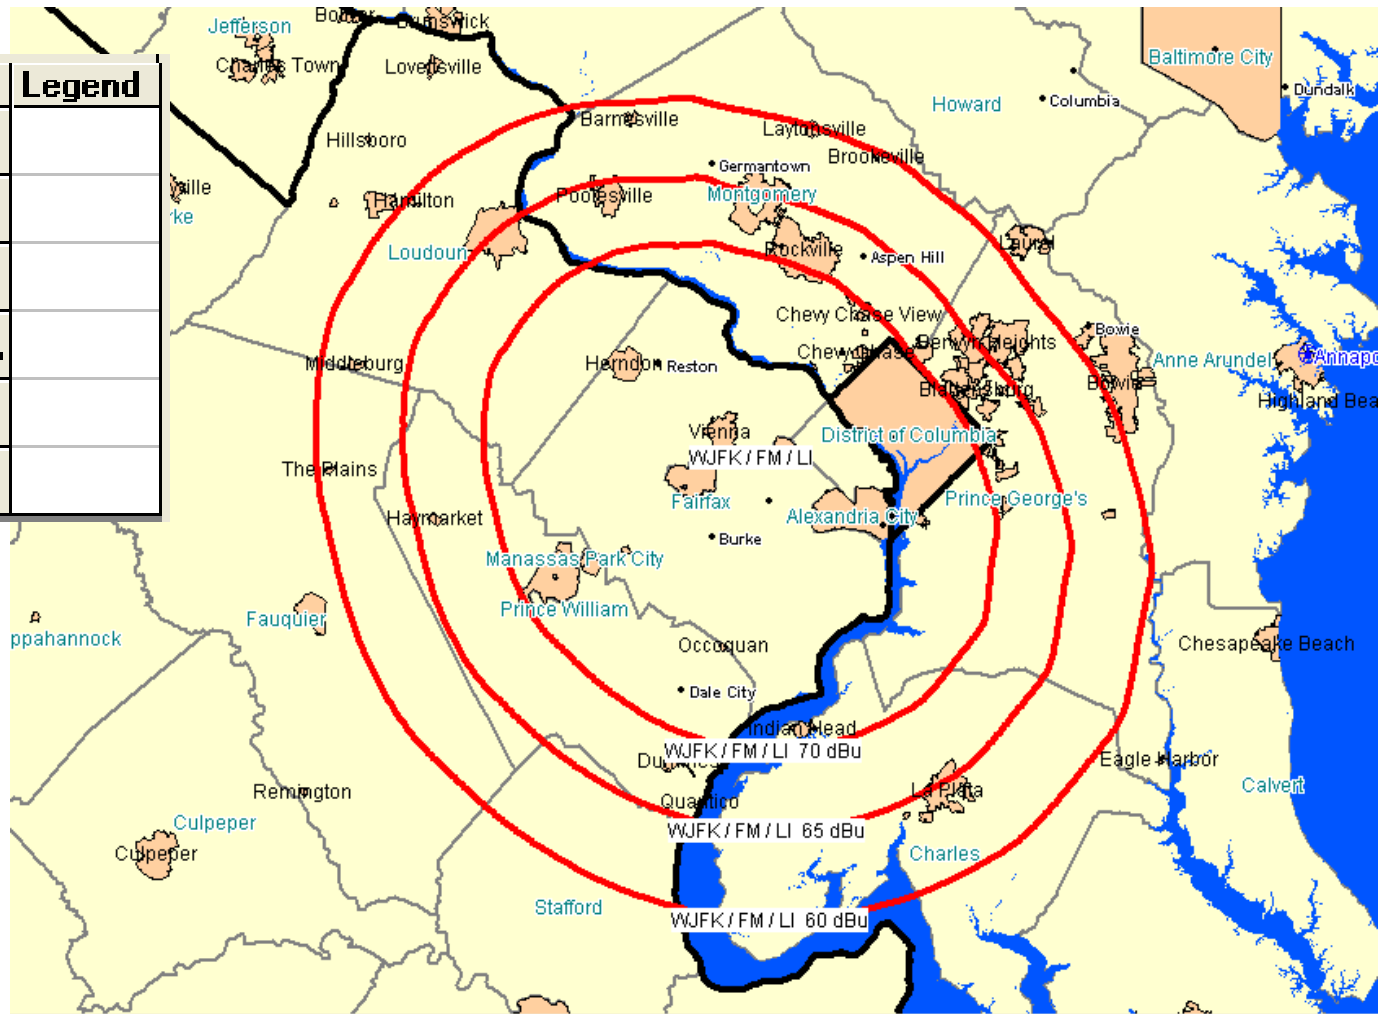 Jefferson
Brunswick
Baltimore City
Charles Town
Lovettsville
Legend
Dundalk
Howard
Columbia
Barnesville
Laytonsville
Hillsboro
Brookeville
Germantown
ville
Hamilton
Poolesville
Montgomery
rke
Loudoun
Rockville
Laurel
Aspen Hill
Chevy Chase View
Bowie
Berwyn Heights
Chevy Chase
Middleburg
Herndon
Reston
Anne Arundel
Annapo
Bladensburg
Bowie
Highland Bea
Vienna
District of Columbia
WJFK / FM / LI
The Plains
Fairfax
Prince George's
Haymarket
Alexandria City
Burke
Manassas Park City
Prince William
Fauquier
ppahannock
Occoquan
Chesapeake Beach
Dale City
Indian Head
WJFK / FM / LI 70 dBu
Eagle Harbor
Calvert
Remington
La Plata
Quantico
Culpeper
WJFK / FM / LI 65 dBu
Culpeper
Charles
Stafford
WJFK / FM / LI 60 dBu